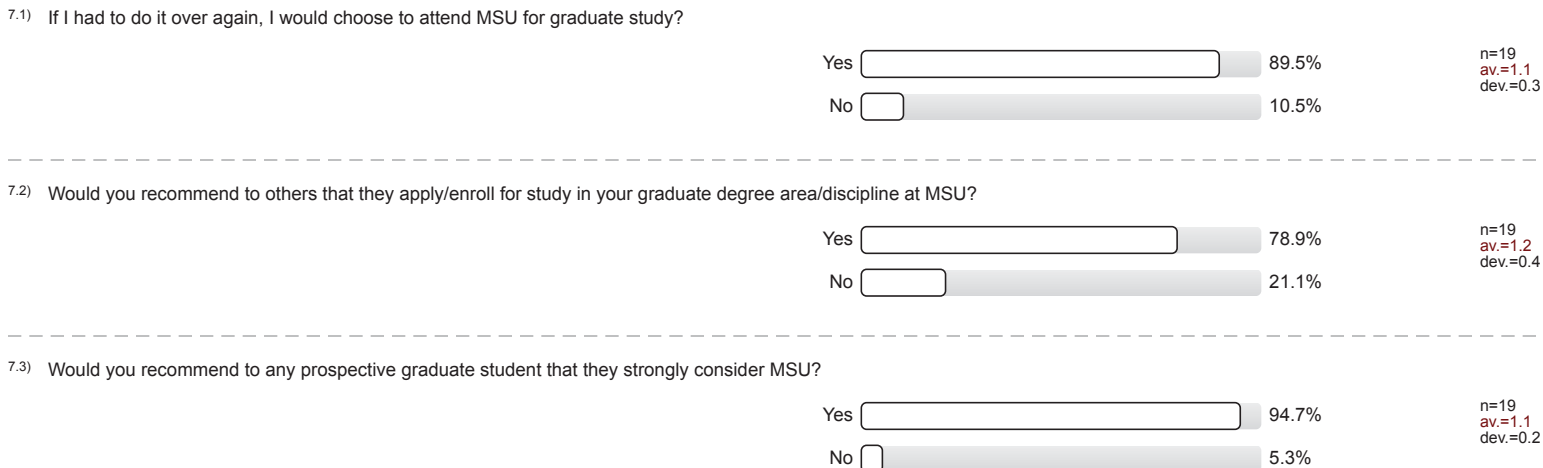 7.1) If I had to do it over again, I would choose to attend MSU for graduate study?
Yes 89.5%
No 10.5%
n=19
av.=1.1
dev.=0.3
7.2) Would you recommend to others that they apply/enroll for study in your graduate degree area/discipline at MSU?
Yes 78.9%
No 21.1%
n=19
av.=1.2
dev.=0.4
7.3) Would you recommend to any prospective graduate student that they strongly consider MSU?
Yes 94.7%
No 5.3%
n=19
av.=1.1
dev.=0.2